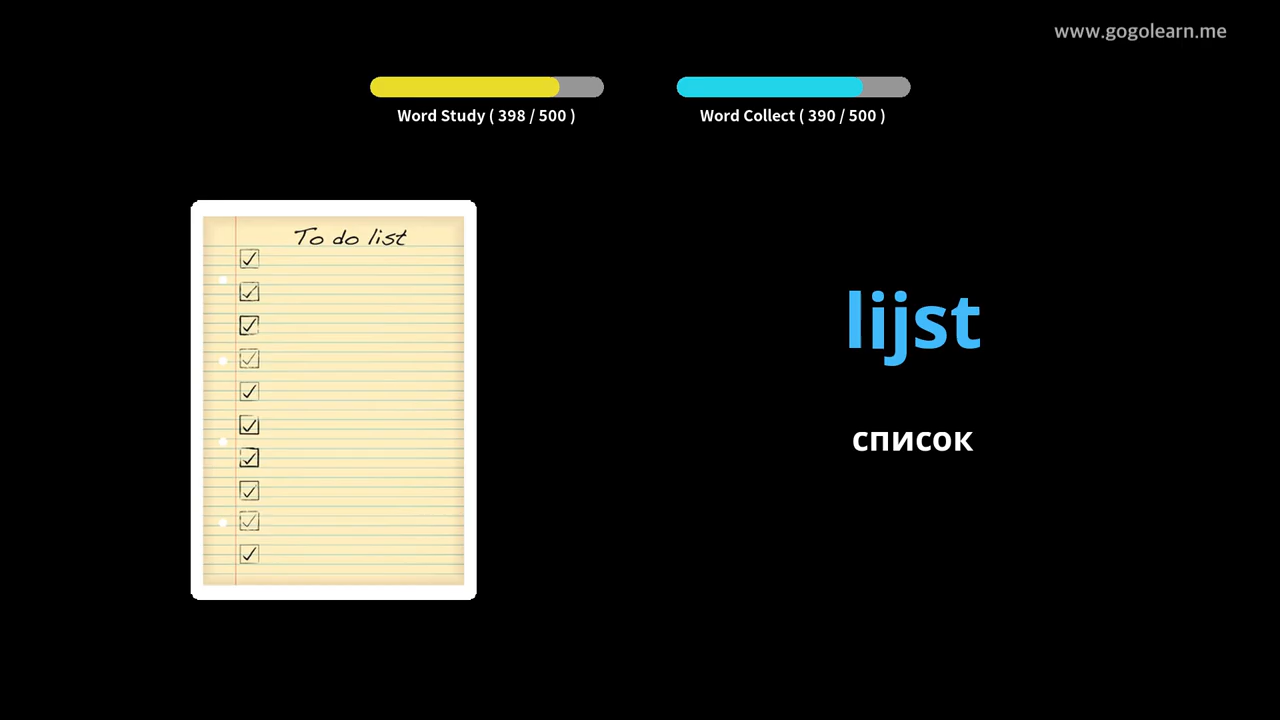 www.gogolearn.me
Word Study ( 398 / 500 )
Word Collect ( 390 / 500 )
To do list
lijst
список